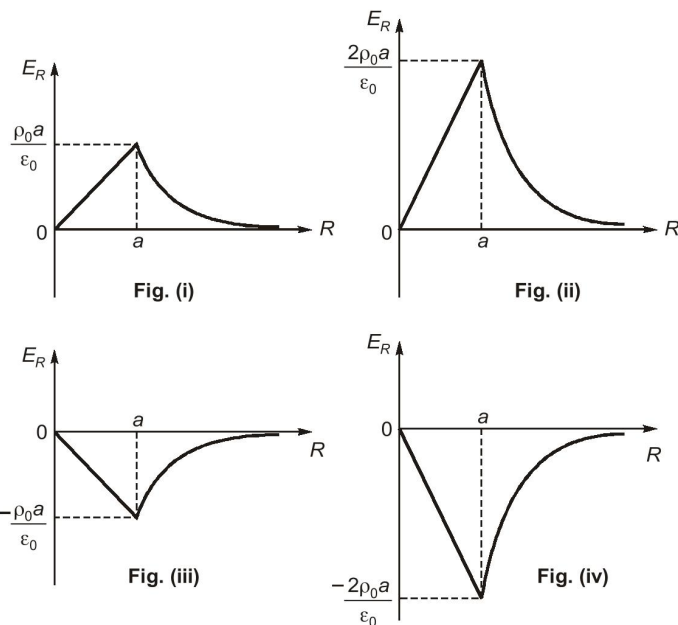 E_R
ρ₀a
ε₀
0
a
R
Fig. (i)
E_R
2ρ₀a
ε₀
0
a
R
Fig. (ii)
E_R
a
0
R
−ρ₀a
ε₀
Fig. (iii)
E_R
a
0
R
−2ρ₀a
ε₀
Fig. (iv)